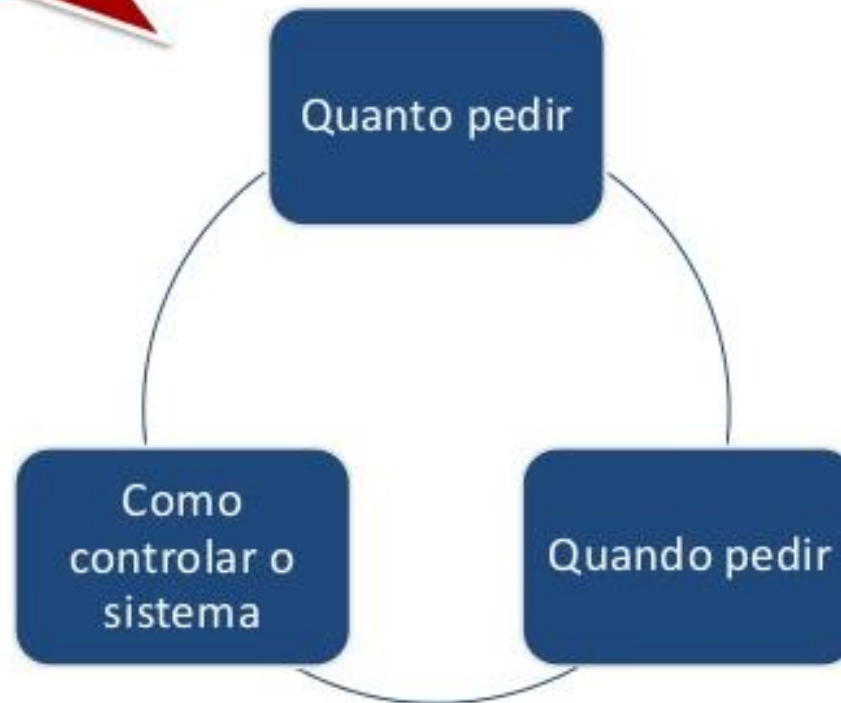 Quanto pedir
Como
controlar o
sistema
Quando pedir